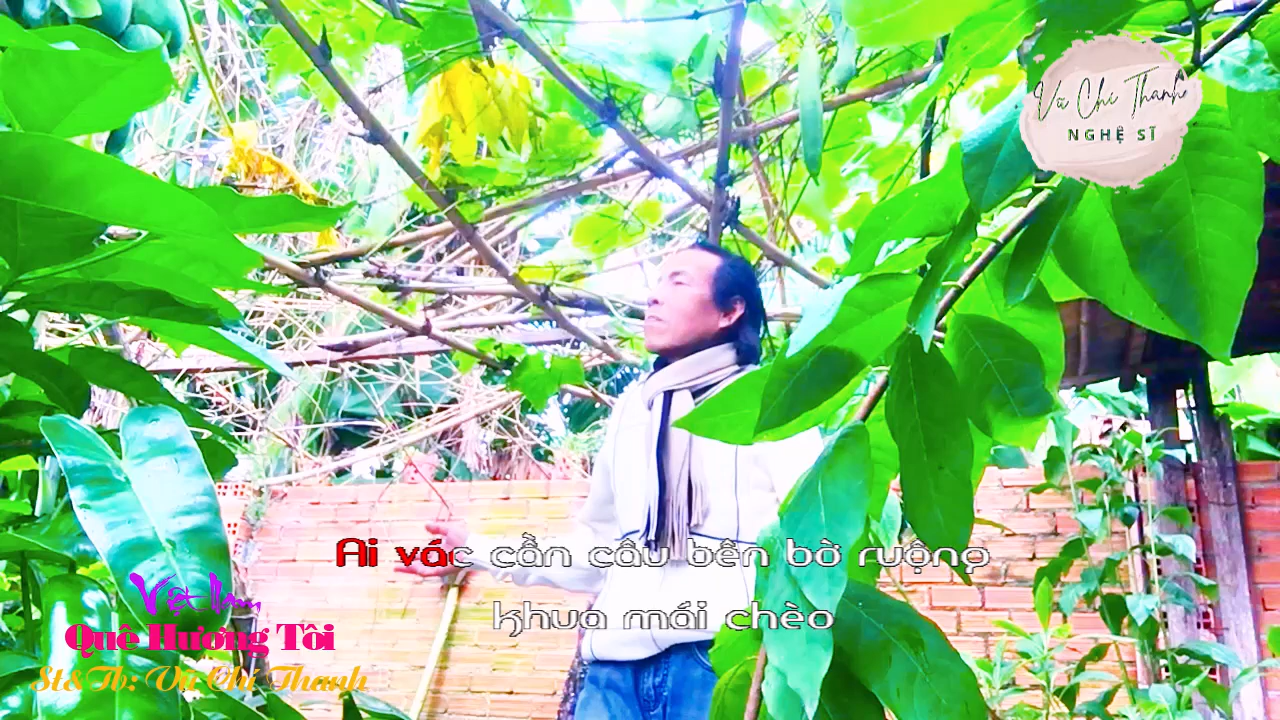 Vũ Chí Thanh
NGHỆ SĨ
Ai vác cần câu bên bờ ruộng
khua mái chèo
Việt Nam
Quê Hương Tôi
St&Tb: Vũ Chí Thanh